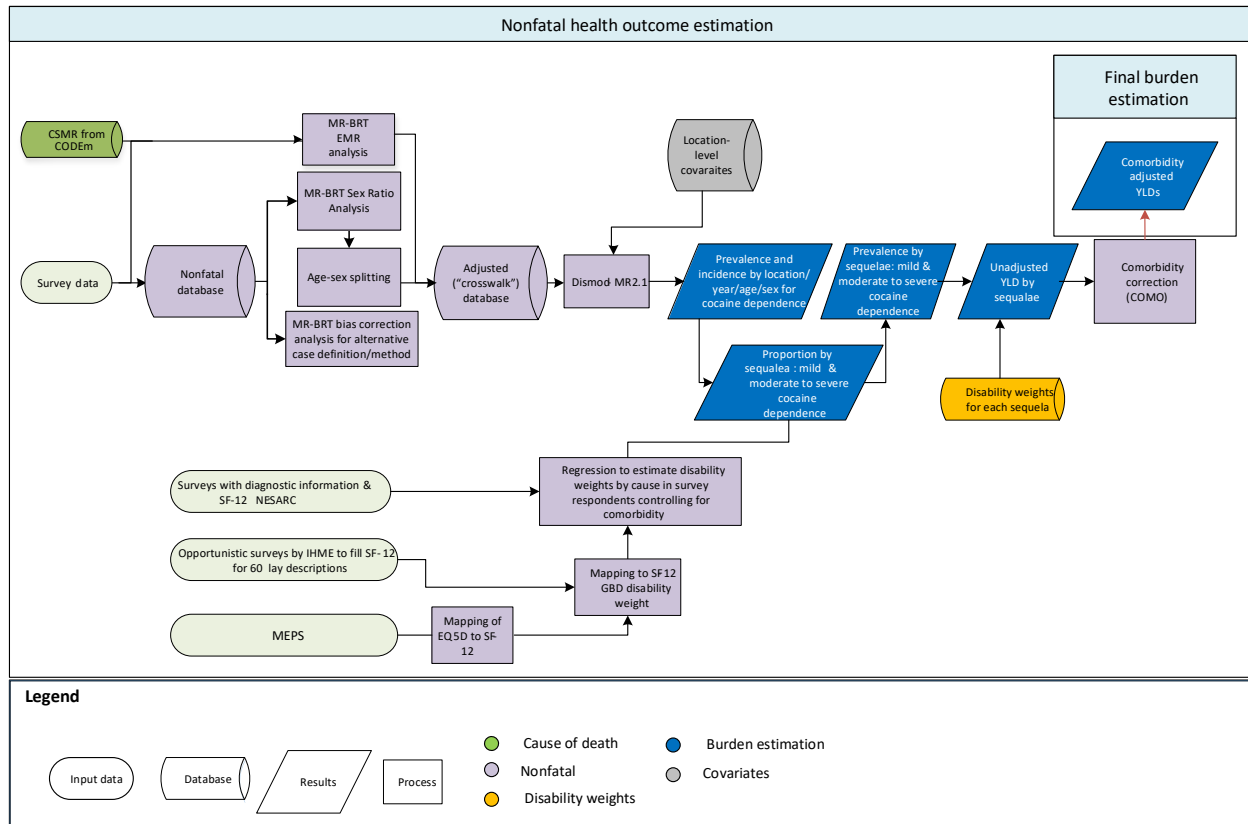 Nonfatal health outcome estimation
Final burden
estimation
CSMR from
CODEm
MR-BRT
EMR
analysis
Location-
level
covaraites
Comorbidity
adjusted
YLDs
MR-BRT Sex Ratio
Analysis
Survey data
Nonfatal
database
Age-sex splitting
Adjusted
(“crosswalk”)
database
Dismod-MR2.1
Prevalence and
incidence by location/
year/age/sex for
cocaine dependence
Prevalence by
sequelae: mild &
moderate to severe
cocaine
dependence
Unadjusted
YLD by
sequalae
Comorbidity
correction
(COMO)
MR-BRT bias correction
analysis for alternative
case definition/method
Proportion by
sequalea : mild &
moderate to severe
cocaine
dependence
Disability weights
for each sequela
Surveys with diagnostic information &
SF-12 NESARC
Regression to estimate disability
weights by cause in survey
respondents controlling for
comorbidity
Opportunistic surveys by IHME to fill SF-12
for 60 lay descriptions
Mapping to SF12
GBD disability
weight
MEPS
Mapping of
EQ5D to SF-
12
Legend
Input data
Database
Results
Process
Cause of death
Nonfatal
Disability weights
Burden estimation
Covariates